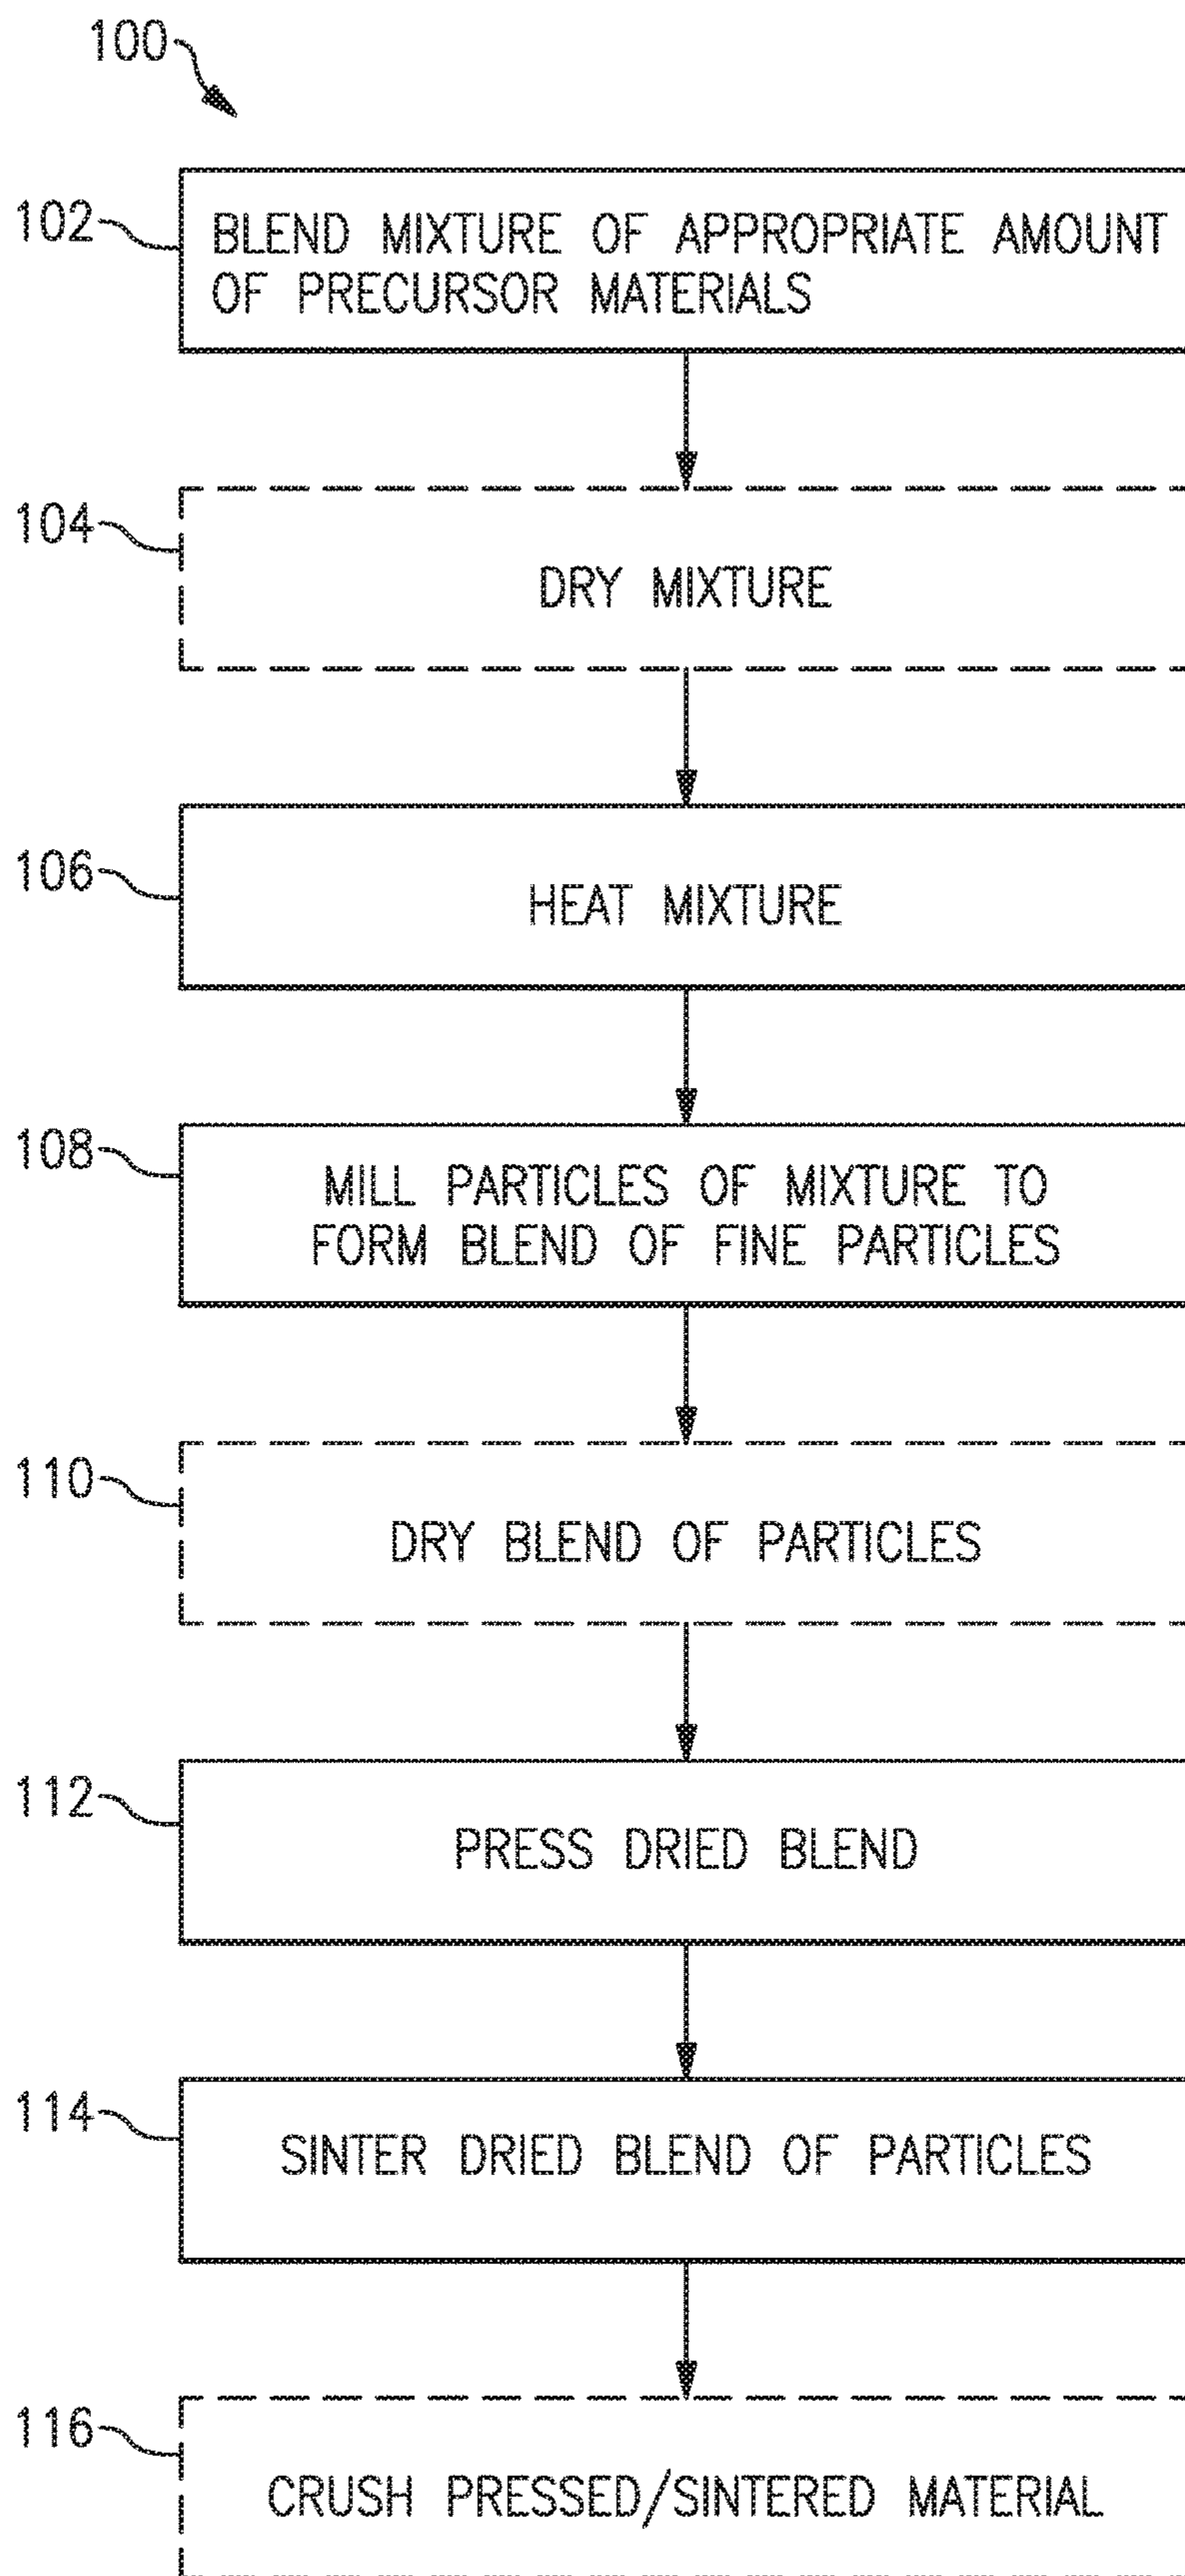 100
102
BLEND MIXTURE OF APPROPRIATE AMOUNT
OF PRECURSOR MATERIALS
104
DRY MIXTURE
106
HEAT MIXTURE
108
MILL PARTICLES OF MIXTURE TO
FORM BLEND OF FINE PARTICLES
110
DRY BLEND OF PARTICLES
112
PRESS DRIED BLEND
114
SINTER DRIED BLEND OF PARTICLES
116
CRUSH PRESSED/SINTERED MATERIAL